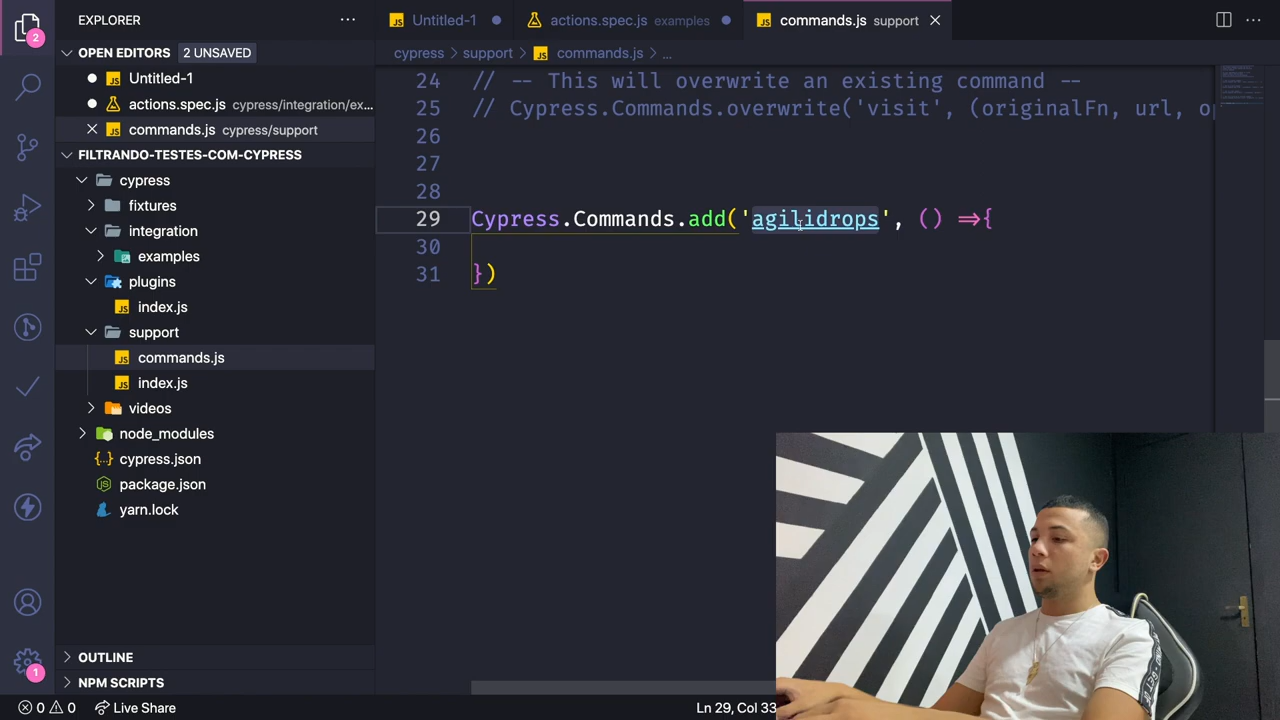 EXPLORER
OPEN EDITORS 2 UNSAVED
Untitled-1
actions.spec.js cypress/integration/ex...
commands.js cypress/support
FILTRANDO-TESTES-COM-CYPRESS
cypress
fixtures
integration
examples
plugins
index.js
support
commands.js
index.js
videos
node_modules
cypress.json
package.json
yarn.lock
OUTLINE
NPM SCRIPTS
2
1
Untitled-1
actions.spec.js examples
commands.js support
cypress > support > commands.js > ...
24 // -- This will overwrite an existing command --
25 // Cypress.Commands.overwrite('visit', (originalFn, url, op
26
27
28
29 Cypress.Commands.add('agilidrops', () =>{
30
31 })
0 0 Live Share
Ln 29, Col 33